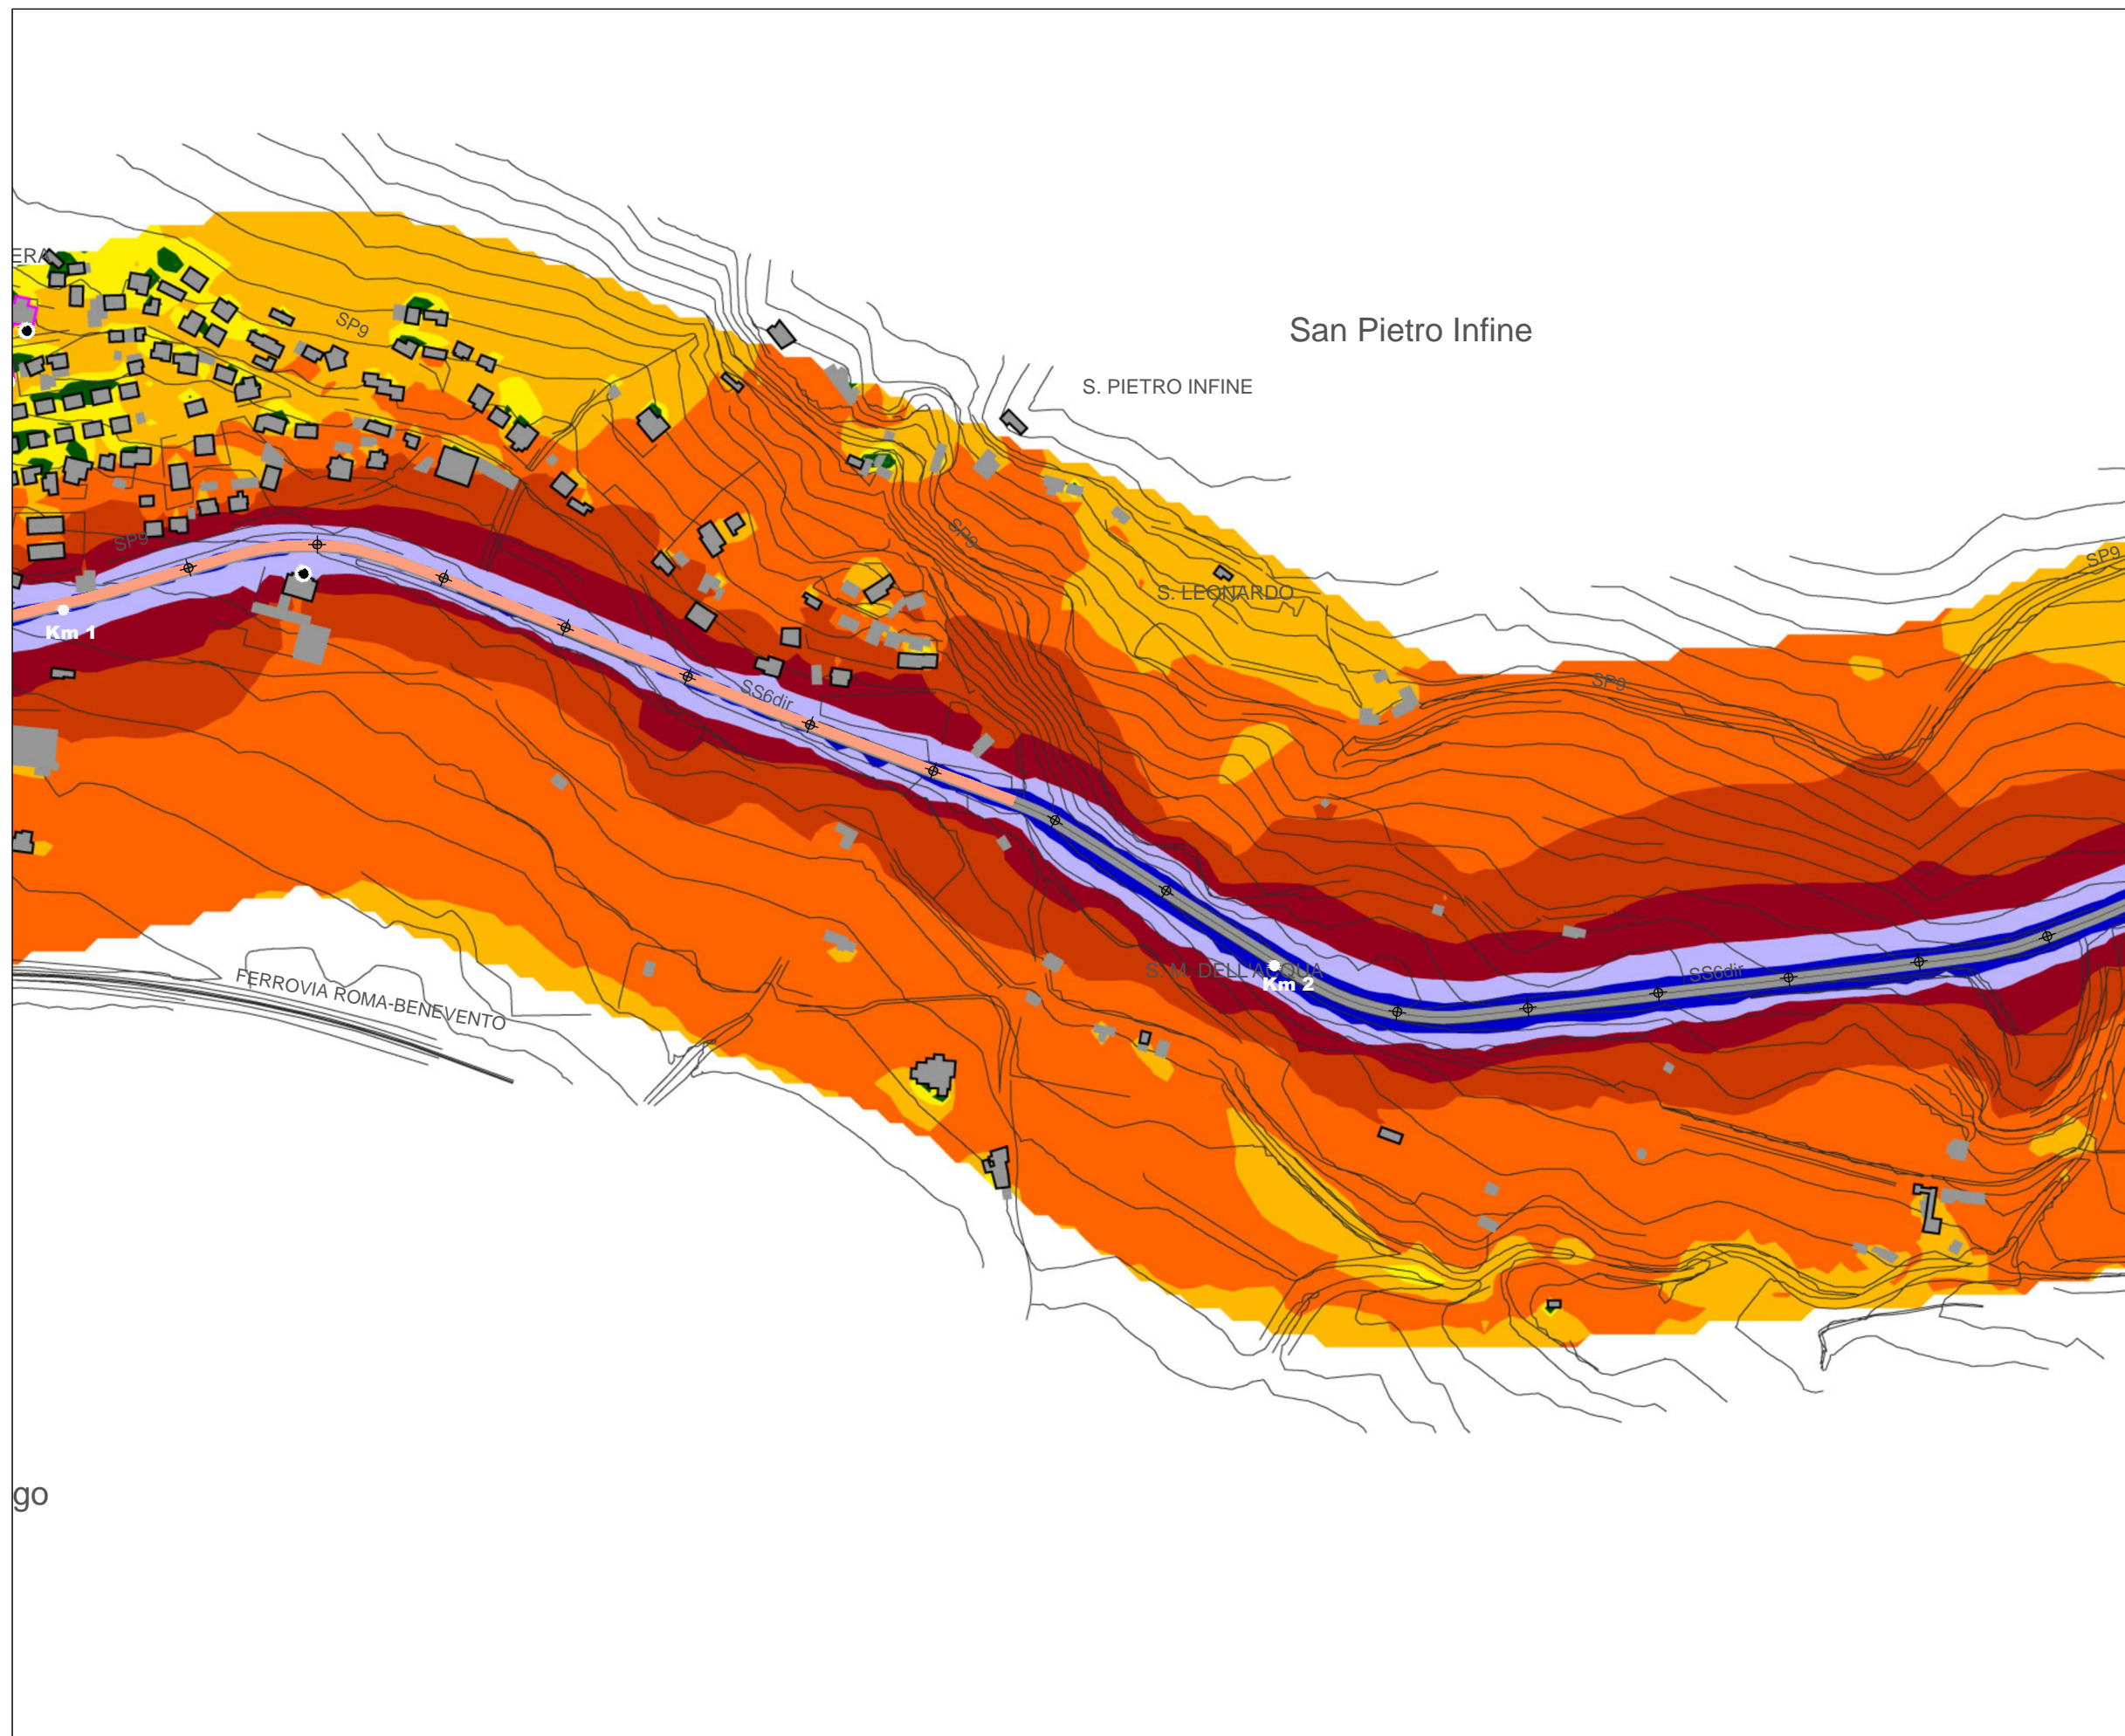 ERA
SP9
San Pietro Infine
S. PIETRO INFINE
SP9
SP9
SP9
S. LEONARDO
Km 1
SP9
SS6dir
S. M. DELL'ACQUA
Km 2
SS6dir
FERROVIA ROMA-BENEVENTO
go